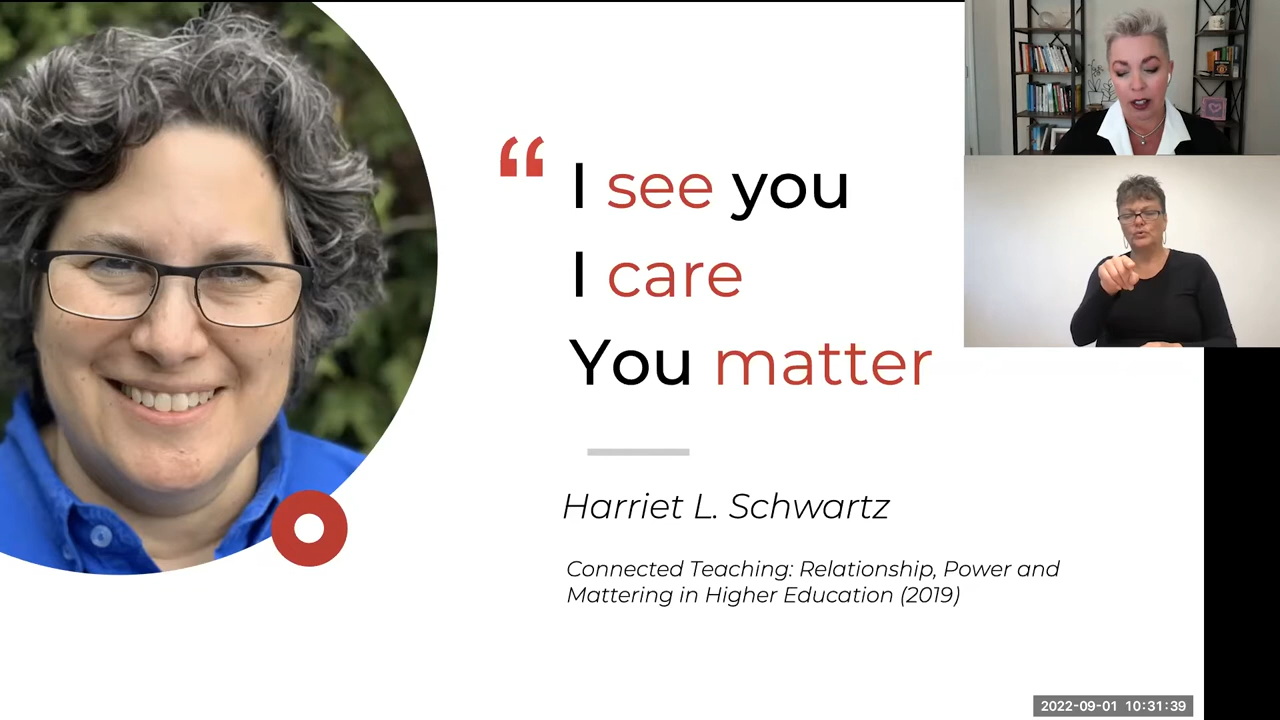 “ I see you
I care
You matter
Harriet L. Schwartz
Connected Teaching: Relationship, Power and
Mattering in Higher Education (2019)
2022-09-01 10:31:39